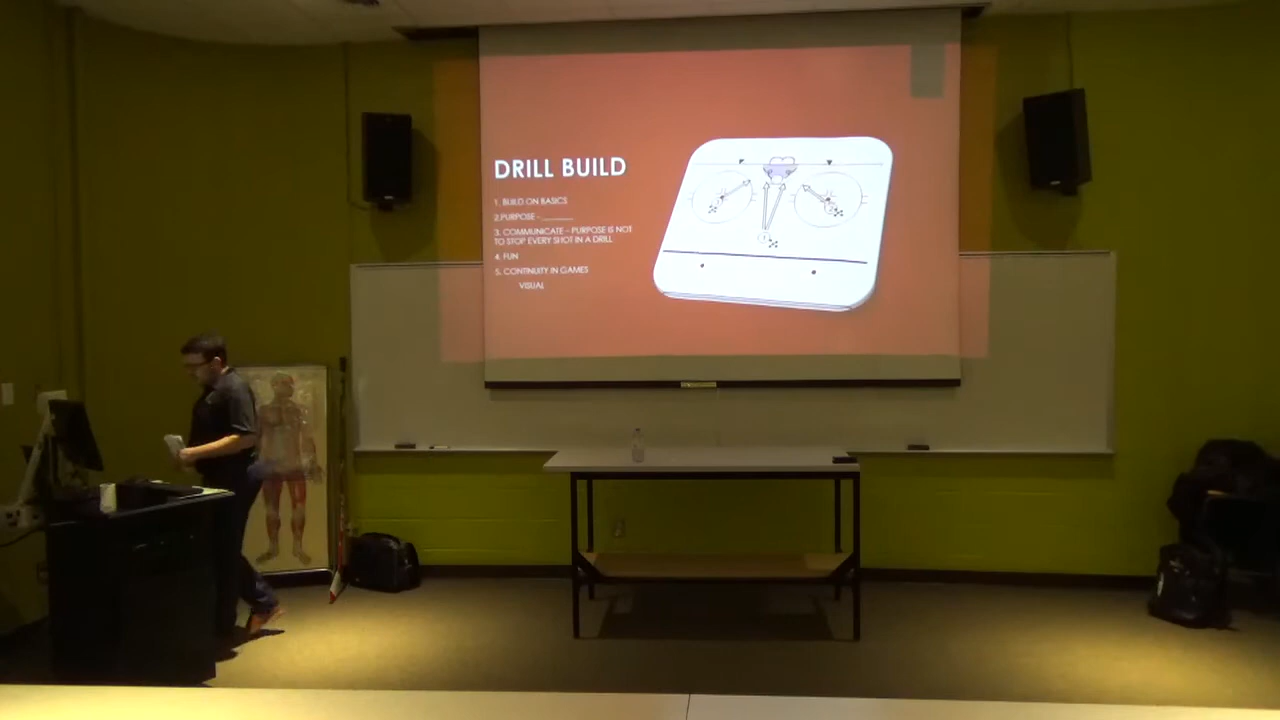 DRILL BUILD
1. BUILD ON BASICS
2.PURPOSE - ________
3. COMMUNICATE – PURPOSE IS NOT
TO STOP EVERY SHOT IN A DRILL
4. FUN
5. CONTINUITY IN GAMES
VISUAL